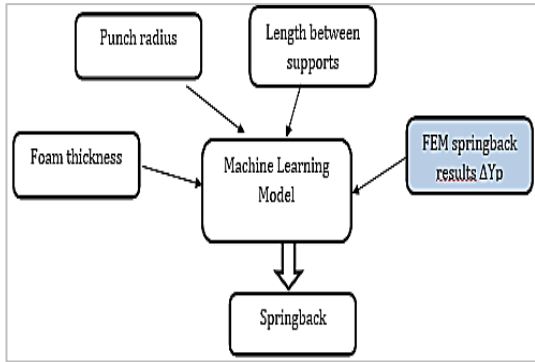 Punch radius
Length between
supports
Foam thickness
Machine Learning
Model
FEM springback
results ΔYp
Springback